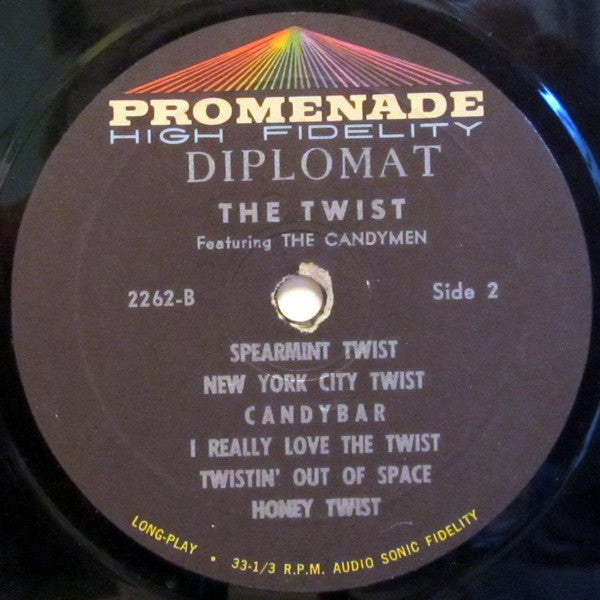 PROMENADE
HIGH FIDELITY
DIPLOMAT
THE TWIST
Featuring THE CANDYMEN
2262-B
Side 2
SPEARMINT TWIST
NEW YORK CITY TWIST
CANDYBAR
I REALLY LOVE THE TWIST
TWISTIN' OUT OF SPACE
HONEY TWIST
LONG-PLAY • 33-1/3 R.P.M. AUDIO SONIC FIDELITY